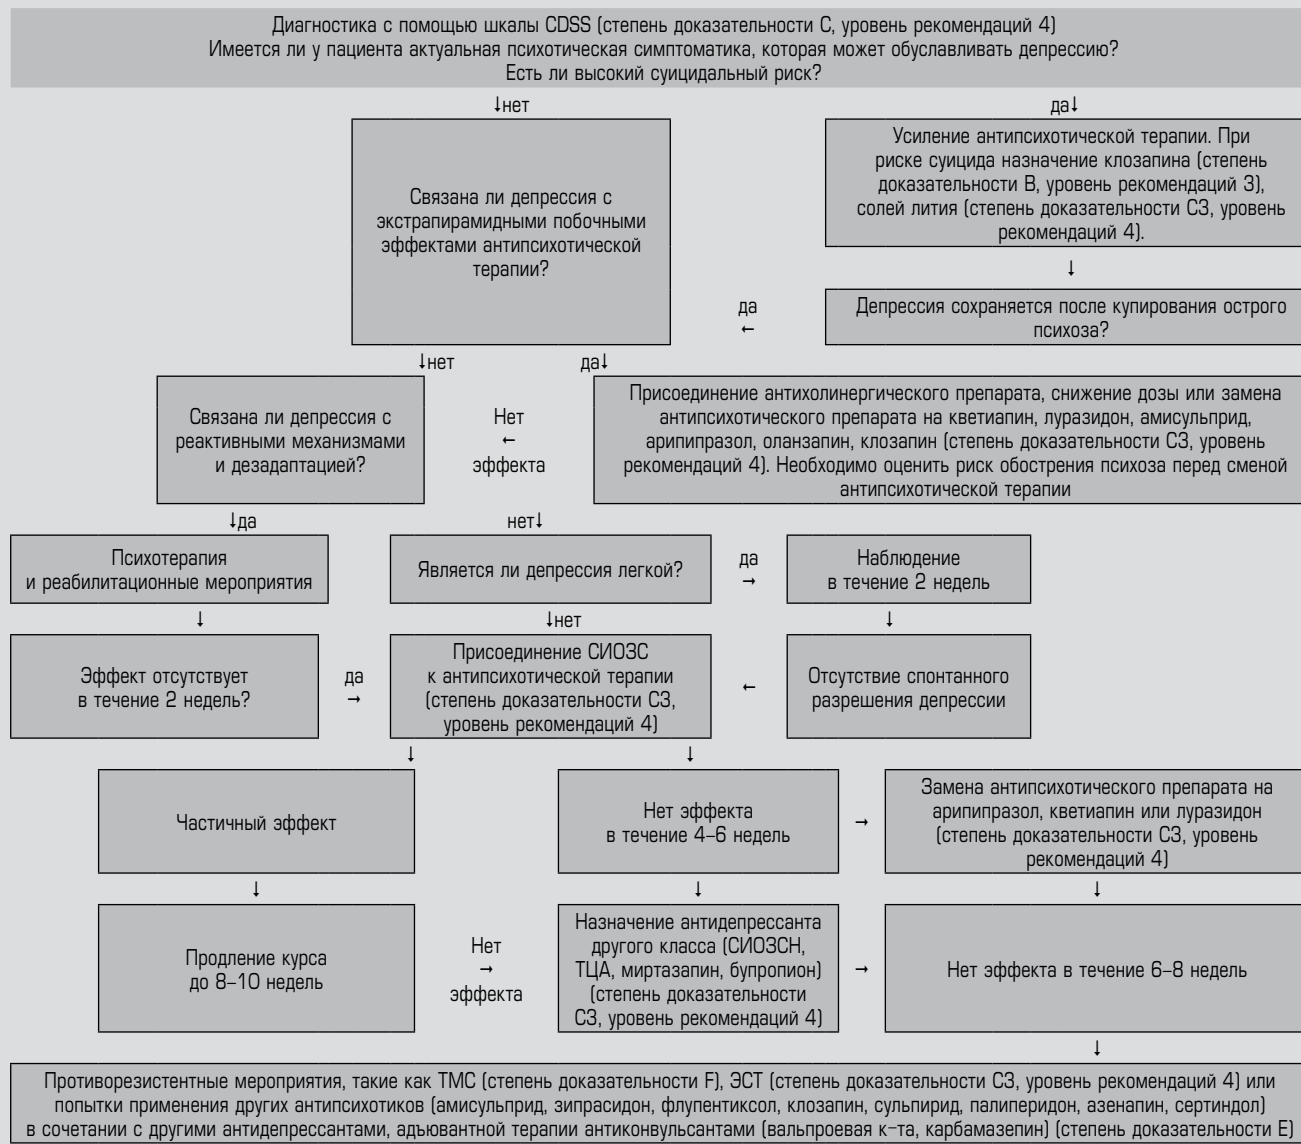 Диагностика с помощью шкалы CDSS (степень доказательности С, уровень рекомендаций 4)
Имеется ли у пациента актуальная психотическая симптоматика, которая может обуславливать депрессию?
Есть ли высокий суицидальный риск?
↓нет
да↓
Связана ли депрессия с
экстрапирамидными побочными
эффектами антипсихотической
терапии?
Усиление антипсихотической терапии. При
риске суицида назначение клозапина (степень
доказательности В, уровень рекомендаций 3),
солей лития (степень доказательности С3, уровень
рекомендаций 4).
↓
да
←
Депрессия сохраняется после купирования острого
психоза?
↓нет
да↓
Связана ли депрессия с
реактивными механизмами
и дезадаптацией?
Нет
←
эффекта
Присоединение антихолинергического препарата, снижение дозы или замена
антипсихотического препарата на кветиапин, луразидон, амисульприд,
арипипразол, оланзапин, клозапин (степень доказательности С3, уровень
рекомендаций 4). Необходимо оценить риск обострения психоза перед сменой
антипсихотической терапии
↓да
нет↓
Психотерапия
и реабилитационные мероприятия
Является ли депрессия легкой?
да
→
Наблюдение
в течение 2 недель
↓
↓нет
↓
Эффект отсутствует
в течение 2 недель?
да
→
Присоединение СИОЗС
к антипсихотической терапии
(степень доказательности С3,
уровень рекомендаций 4)
←
Отсутствие спонтанного
разрешения депрессии
↓
↓
Частичный эффект
Нет эффекта
в течение 4–6 недель
→
Замена антипсихотического препарата на
арипипразол, кветиапин или луразидон
(степень доказательности С3, уровень
рекомендаций 4)
↓
↓
↓
Продление курса
до 8–10 недель
Нет
→
эффекта
Назначение антидепрессанта
другого класса (СИОЗСН,
ТЦА, миртазапин, бупропион)
(степень доказательности
С3, уровень рекомендаций 4)
→
Нет эффекта в течение 6–8 недель
↓
Противорезистентные мероприятия, такие как ТМС (степень доказательности F), ЭСТ (степень доказательности С3, уровень рекомендаций 4) или
попытки применения других антипсихотиков (амисульприд, зипрасидон, флупентиксол, клозапин, сульпирид, палиперидон, азенапин, сертиндол)
в сочетании с другими антидепрессантами, адъювантной терапии антиконвульсантами (вальпроевая к-та, карбамазепин) (степень доказательности Е)